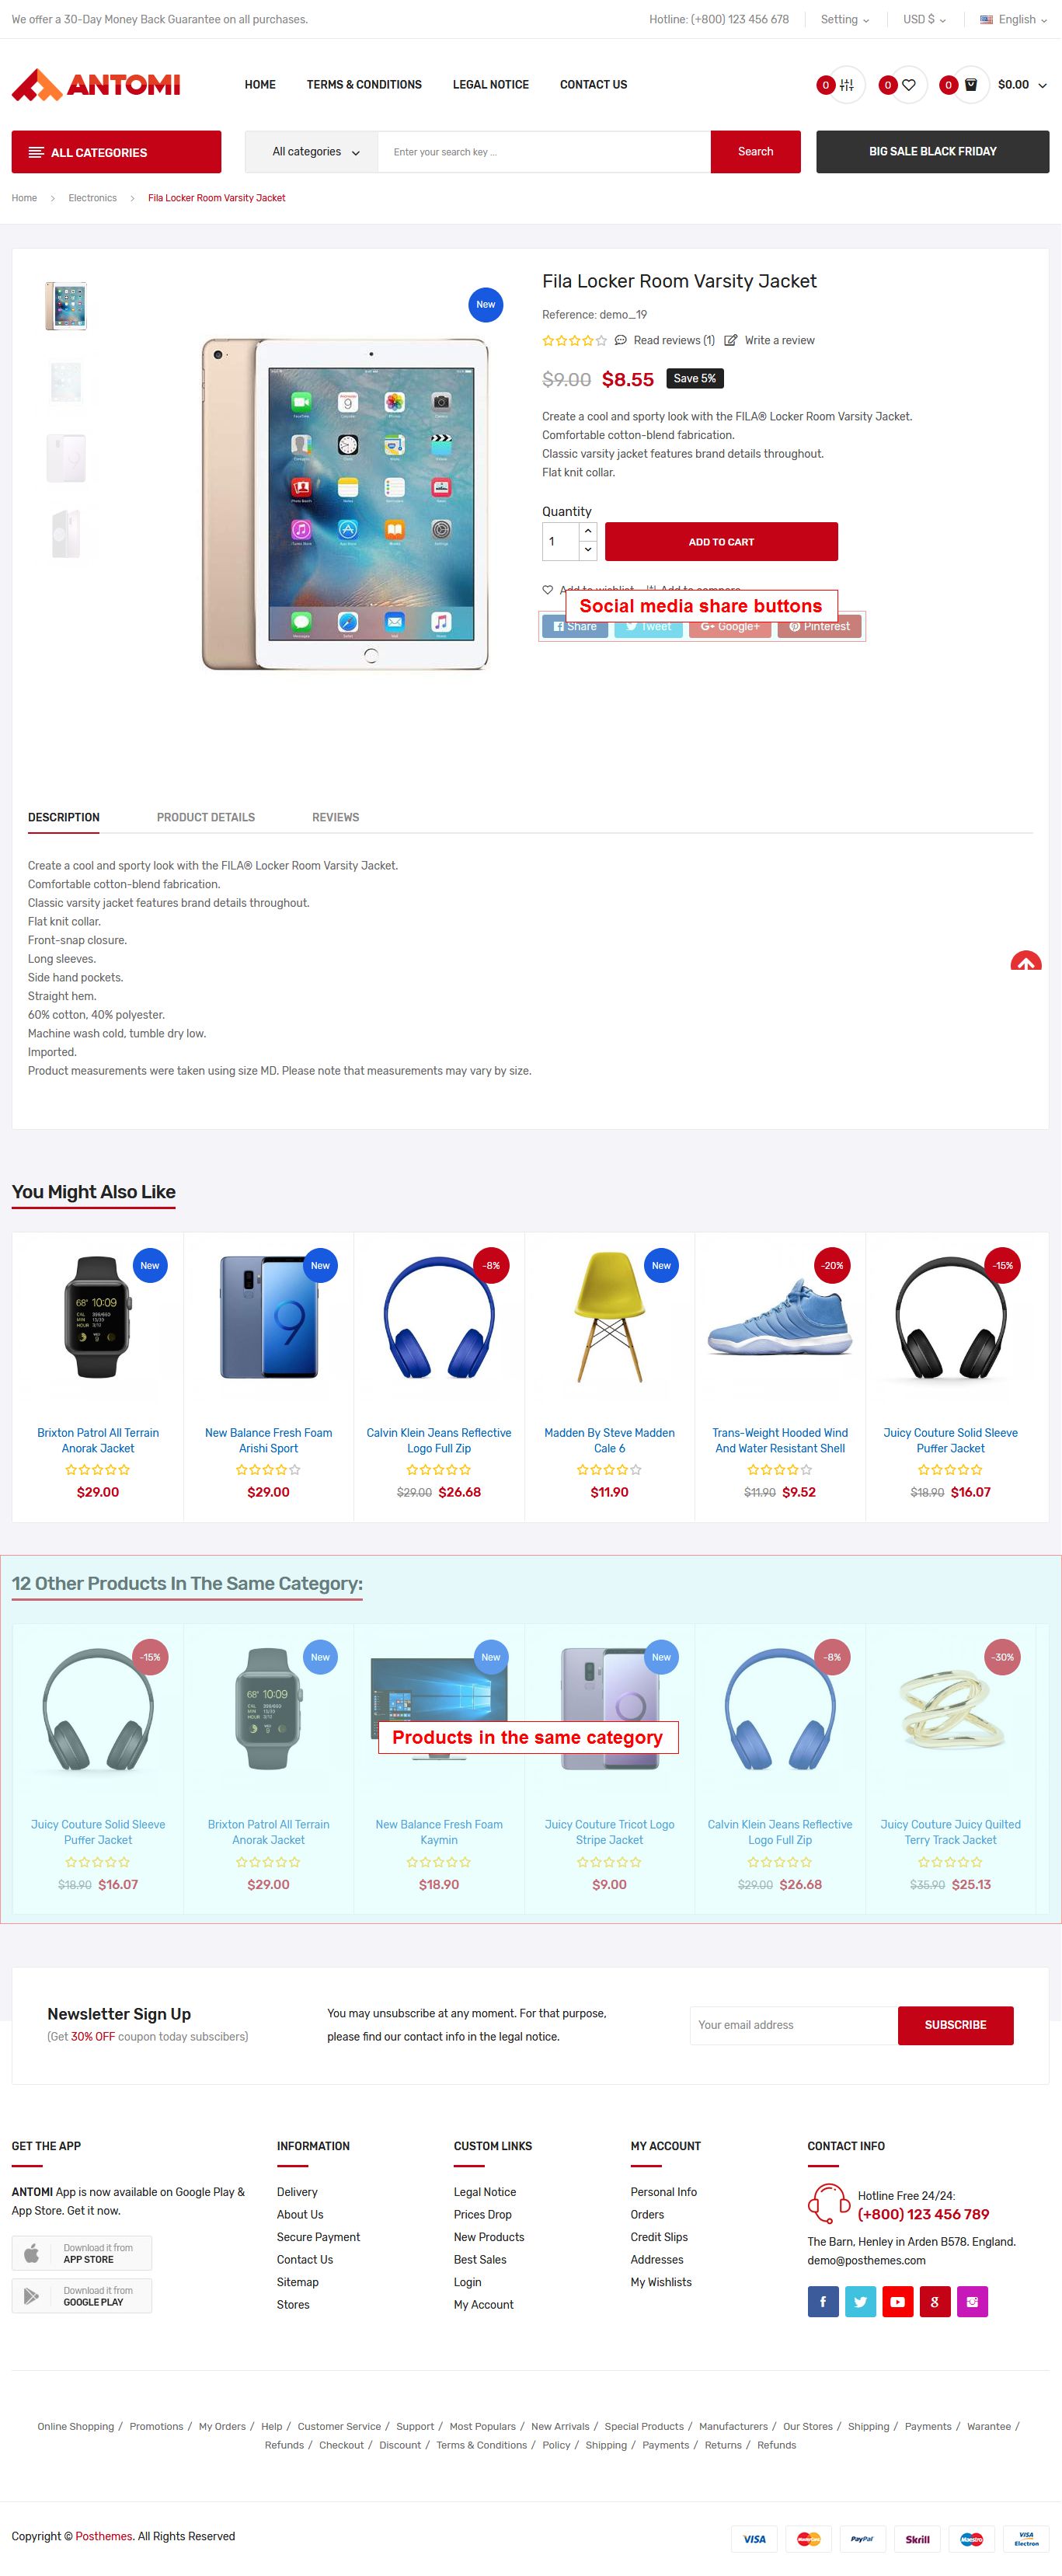 We offer a 30-Day Money Back Guarantee on all purchases.
Hotline: (+800) 123 456 678
Setting
USD $
English
ANTOMI
HOME
TERMS & CONDITIONS
LEGAL NOTICE
CONTACT US
0
0
0
$0.00
ALL CATEGORIES
All categories
Enter your search key ...
Search
BIG SALE BLACK FRIDAY
Home > Electronics > Fila Locker Room Varsity Jacket
New
Fila Locker Room Varsity Jacket
Reference: demo_19
Read reviews (1)
Write a review
$9.00 $8.55 Save 5%
Create a cool and sporty look with the FILA® Locker Room Varsity Jacket.
Comfortable cotton-blend fabrication.
Classic varsity jacket features brand details throughout.
Flat knit collar.
Quantity
1
ADD TO CART
Add to wishlist
Add to compare
Social media share buttons
Share
Tweet
Google+
Pinterest
DESCRIPTION
PRODUCT DETAILS
REVIEWS
Create a cool and sporty look with the FILA® Locker Room Varsity Jacket.
Comfortable cotton-blend fabrication.
Classic varsity jacket features brand details throughout.
Flat knit collar.
Front-snap closure.
Long sleeves.
Side hand pockets.
Straight hem.
60% cotton, 40% polyester.
Machine wash cold, tumble dry low.
Imported.
Product measurements were taken using size MD. Please note that measurements may vary by size.
You Might Also Like
New
68° 10:09
Brixton Patrol All Terrain
Anorak Jacket
$29.00
New
9
New Balance Fresh Foam
Arishi Sport
$29.00
-8%
Calvin Klein Jeans Reflective
Logo Full Zip
$29.00 $26.68
New
Madden By Steve Madden
Cale 6
$11.90
-20%
Trans-Weight Hooded Wind
And Water Resistant Shell
$11.90 $9.52
-15%
Juicy Couture Solid Sleeve
Puffer Jacket
$18.90 $16.07
12 Other Products In The Same Category:
-15%
Juicy Couture Solid Sleeve
Puffer Jacket
$18.90 $16.07
New
68° 10:09
Brixton Patrol All Terrain
Anorak Jacket
$29.00
New
New Balance Fresh Foam
Kaymin
$18.90
New
Juicy Couture Tricot Logo
Stripe Jacket
$9.00
-8%
Calvin Klein Jeans Reflective
Logo Full Zip
$29.00 $26.68
-30%
Juicy Couture Juicy Quilted
Terry Track Jacket
$35.90 $25.13
Products in the same category
Newsletter Sign Up
(Get 30% OFF coupon today subscibers)
You may unsubscribe at any moment. For that purpose,
please find our contact info in the legal notice.
Your email address
SUBSCRIBE
GET THE APP
ANTOMI App is now available on Google Play &
App Store. Get it now.
Download it from
APP STORE
Download it from
GOOGLE PLAY
INFORMATION
Delivery
About Us
Secure Payment
Contact Us
Sitemap
Stores
CUSTOM LINKS
Legal Notice
Prices Drop
New Products
Best Sales
Login
My Account
MY ACCOUNT
Personal Info
Orders
Credit Slips
Addresses
My Wishlists
CONTACT INFO
Hotline Free 24/24:
(+800) 123 456 789
The Barn, Henley in Arden B578. England.
demo@posthemes.com
Online Shopping / Promotions / My Orders / Help / Customer Service / Support / Most Populars / New Arrivals / Special Products / Manufacturers / Our Stores / Shipping / Payments / Warantee /
Refunds / Checkout / Discount / Terms & Conditions / Policy / Shipping / Payments / Returns / Refunds
Copyright © Posthemes. All Rights Reserved
VISA
MasterCard
PayPal
Skrill
Maestro
VISA
Electron